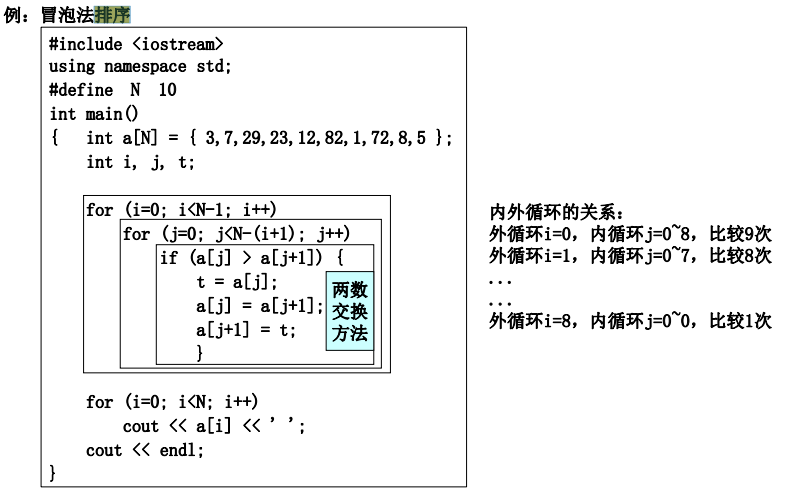 例：冒泡法排序
#include <iostream>
using namespace std;
#define N 10
int main()
{ int a[N] = { 3,7,29,23,12,82,1,72,8,5 };
int i, j, t;
for (i=0; i<N-1; i++)
for (j=0; j<N-(i+1); j++)
if (a[j] > a[j+1]) {
t = a[j];
a[j] = a[j+1];
a[j+1] = t;
}
两数
交换
方法
for (i=0; i<N; i++)
cout << a[i] << ' ';
cout << endl;
}
内外循环的关系：
外循环i=0，内循环j=0~8，比较9次
外循环i=1，内循环j=0~7，比较8次
...
...
外循环i=8，内循环j=0~0，比较1次